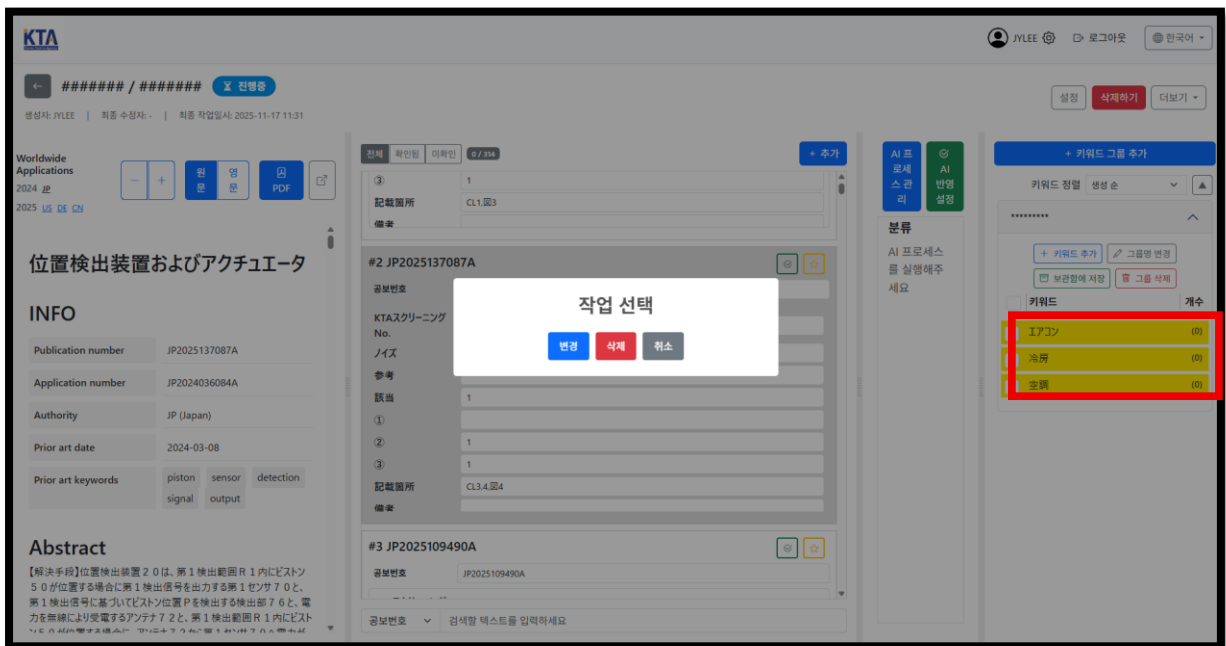 KTA
JYLEE
로그아웃
한국어
####### / #######
진행중
설정
삭제하기
더보기
생성자: JYLEE | 최종 수정자: - | 최종 작업일시: 2025-11-17 11:31
Worldwide
Applications
2024 JP
2025 US DE CN
− +
원문
영문
PDF
位置検出装置およびアクチュエータ
INFO
Publication number JP2025137087A
Application number JP2024036084A
Authority JP (Japan)
Prior art date 2024-03-08
Prior art keywords piston sensor detection
signal output
Abstract
【解決手段】位置検出装置２０は、第１検出範囲Ｒ１内にピストン
５０が位置する場合に第１検出信号を出力する第１センサ７０と、
第１検出信号に基づいてピストン位置Ｐを検出する検出部７６と、電
力を無線により受電するアンテナ７２と、第１検出範囲Ｒ１内にピスト
전체 확인됨 미확인 0 / 314
+ 추가
③ 1
記載箇所 CL1,図3
備考
#2 JP2025137087A
공보번호
KTAスクリーニング
No.
ノイズ
参考
該当 1
①
② 1
③ 1
記載箇所 CL3,4,図4
備考
#3 JP2025109490A
공보번호 JP2025109490A
공보번호 검색할 텍스트를 입력하세요
작업 선택
변경 삭제 취소
AI 프
로세
스 관
리
AI
반영
설정
분류
AI 프로세스
를 실행해주
세요
+ 키워드 그룹 추가
키워드 정렬 생성 순
*********
+ 키워드 추가 그룹명 변경
보관함에 저장 그룹 삭제
키워드 개수
エアコン (0)
冷房 (0)
空調 (0)